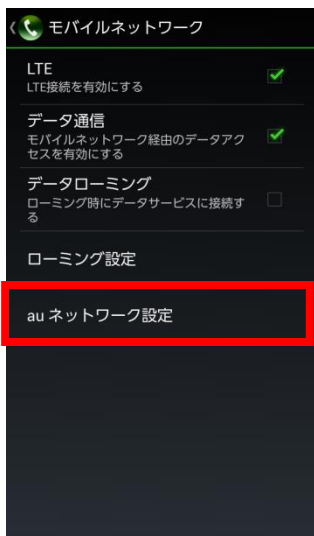 モバイルネットワーク
LTE
LTE接続を有効にする
データ通信
モバイルネットワーク経由のデータアク
セスを有効にする
データローミング
ローミング時にデータサービスに接続す
る
ローミング設定
au ネットワーク設定